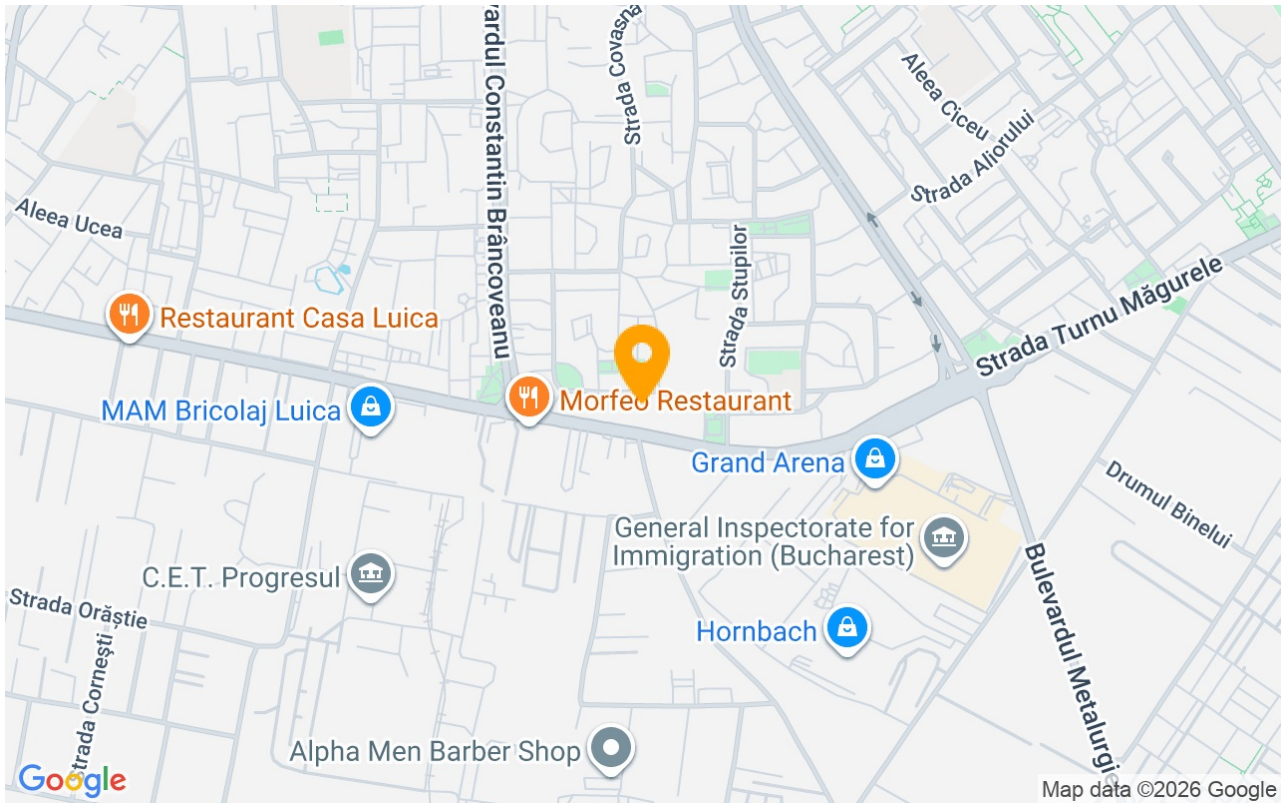 vardul Constantin Brâncoveanu
Strada Covasna
Aleea Ciceu
Strada Aliorului
Aleea Ucea
Strada Stupilor
Strada Turnu Măgurele
Restaurant Casa Luica
MAM Bricolaj Luica
Morfeo Restaurant
Grand Arena
Drumul Binelui
General Inspectorate for
Immigration (Bucharest)
C.E.T. Progresul
Strada Orăștie
Strada Cornești
Hornbach
Bulevardul Metalurgie
Alpha Men Barber Shop
Google
Map data ©2026 Google